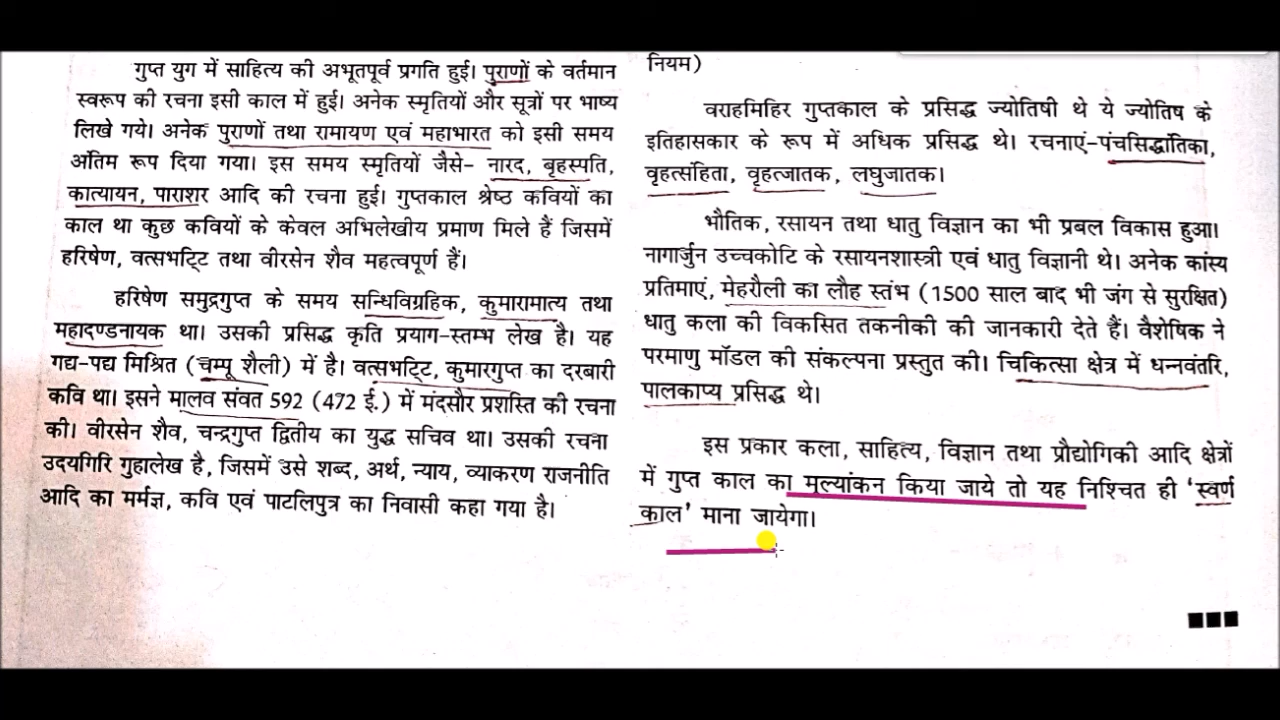 गुप्त युग में साहित्य की अभूतपूर्व प्रगति हुई। पुराणों के वर्तमान
स्वरूप की रचना इसी काल में हुई। अनेक स्मृतियों और सूत्रों पर भाष्य
लिखे गये। अनेक पुराणों तथा रामायण एवं महाभारत को इसी समय
अंतिम रूप दिया गया। इस समय स्मृतियों जैसे- नारद, बृहस्पति,
कात्यायन, पाराशर आदि की रचना हुई। गुप्तकाल श्रेष्ठ कवियों का
काल था कुछ कवियों के केवल अभिलेखीय प्रमाण मिले हैं जिसमें
हरिषेण, वत्सभटि्ट तथा वीरसेन शैव महत्वपूर्ण हैं।
हरिषेण समुद्रगुप्त के समय सन्धिविग्रहिक, कुमारामात्य तथा
महादण्डनायक था। उसकी प्रसिद्ध कृति प्रयाग-स्तम्भ लेख है। यह
गद्य-पद्य मिश्रित (चम्पू शैली) में है। वत्सभटि्ट, कुमारगुप्त का दरबारी
कवि था। इसने मालव संवत 592 (472 ई.) में मंदसौर प्रशस्ति की रचना
की। वीरसेन शैव, चन्द्रगुप्त द्वितीय का युद्ध सचिव था। उसकी रचना
उदयगिरि गुहालेख है, जिसमें उसे शब्द, अर्थ, न्याय, व्याकरण राजनीति
आदि का मर्मज्ञ, कवि एवं पाटलिपुत्र का निवासी कहा गया है।
नियम)
वराहमिहिर गुप्तकाल के प्रसिद्ध ज्योतिषी थे ये ज्योतिष के
इतिहासकार के रूप में अधिक प्रसिद्ध थे। रचनाएं-पंचसिद्धांतिका,
वृहत्संहिता, वृहत्जातक, लघुजातक।
भौतिक, रसायन तथा धातु विज्ञान का भी प्रबल विकास हुआ।
नागार्जुन उच्चकोटि के रसायनशास्त्री एवं धातु विज्ञानी थे। अनेक कांस्य
प्रतिमाएं, मेहरौली का लौह स्तंभ (1500 साल बाद भी जंग से सुरक्षित)
धातु कला की विकसित तकनीकी की जानकारी देते हैं। वैशेषिक ने
परमाणु मॉडल की संकल्पना प्रस्तुत की। चिकित्सा क्षेत्र में धन्नवंतरि,
पालकाप्य प्रसिद्ध थे।
इस प्रकार कला, साहित्य, विज्ञान तथा प्रौद्योगिकी आदि क्षेत्रों
में गुप्त काल का मूल्यांकन किया जाये तो यह निश्चित ही ‘स्वर्ण
काल’ माना जायेगा।